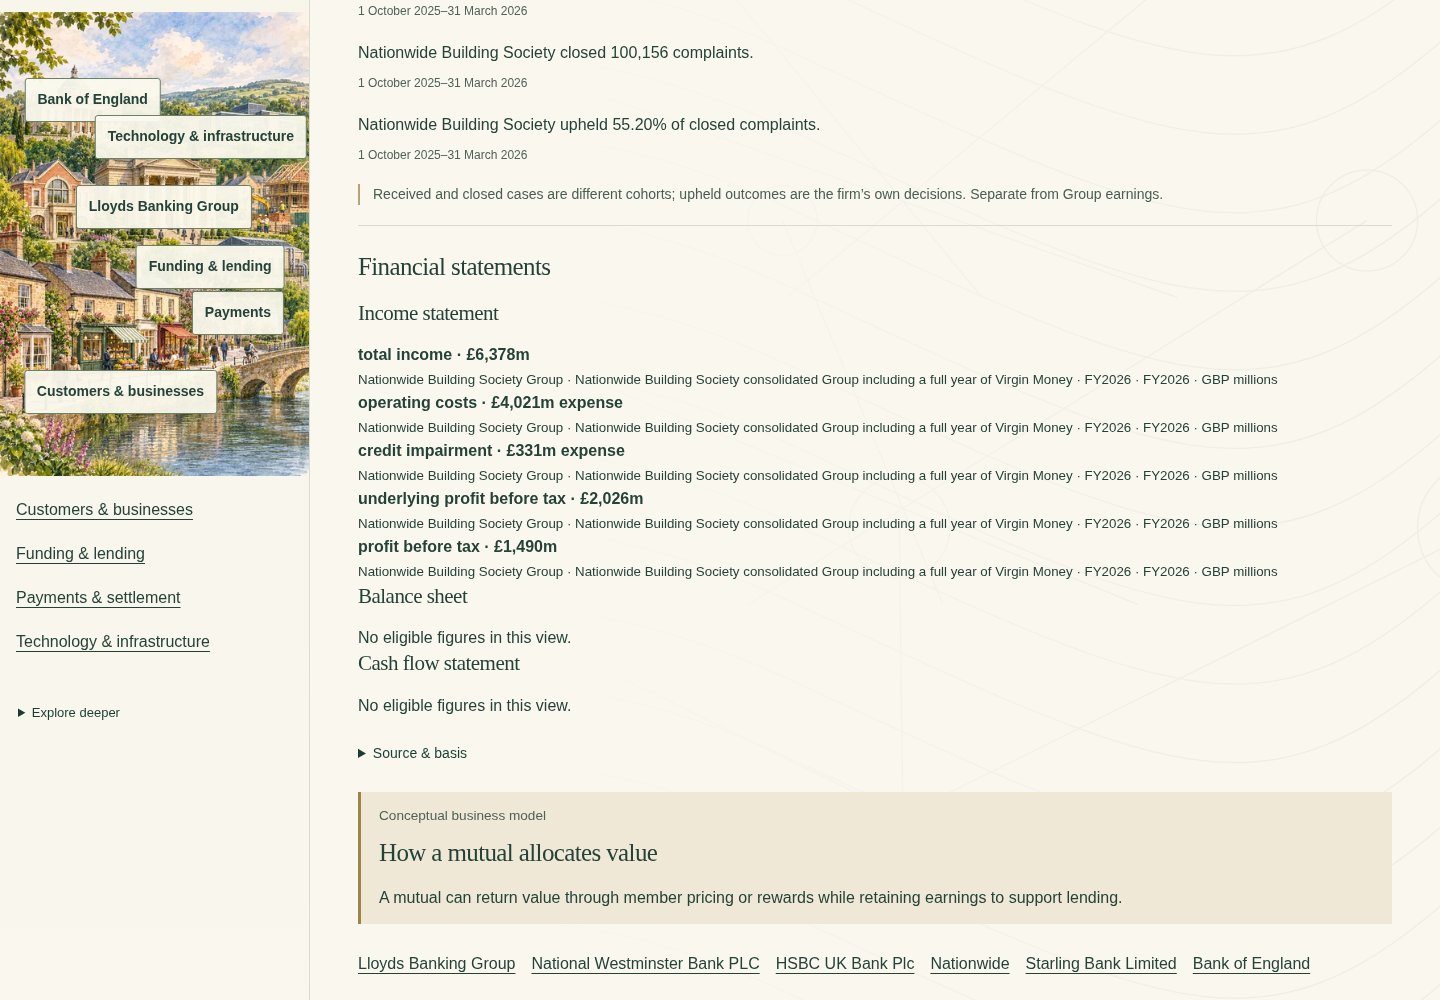 Bank of England
Technology & infrastructure
Lloyds Banking Group
Funding & lending
Payments
Customers & businesses
Customers & businesses
Funding & lending
Payments & settlement
Technology & infrastructure
Explore deeper
1 October 2025–31 March 2026
Nationwide Building Society closed 100,156 complaints.
1 October 2025–31 March 2026
Nationwide Building Society upheld 55.20% of closed complaints.
1 October 2025–31 March 2026
Received and closed cases are different cohorts; upheld outcomes are the firm’s own decisions. Separate from Group earnings.
Financial statements
Income statement
total income · £6,378m
Nationwide Building Society Group · Nationwide Building Society consolidated Group including a full year of Virgin Money · FY2026 · FY2026 · GBP millions
operating costs · £4,021m expense
Nationwide Building Society Group · Nationwide Building Society consolidated Group including a full year of Virgin Money · FY2026 · FY2026 · GBP millions
credit impairment · £331m expense
Nationwide Building Society Group · Nationwide Building Society consolidated Group including a full year of Virgin Money · FY2026 · FY2026 · GBP millions
underlying profit before tax · £2,026m
Nationwide Building Society Group · Nationwide Building Society consolidated Group including a full year of Virgin Money · FY2026 · FY2026 · GBP millions
profit before tax · £1,490m
Nationwide Building Society Group · Nationwide Building Society consolidated Group including a full year of Virgin Money · FY2026 · FY2026 · GBP millions
Balance sheet
No eligible figures in this view.
Cash flow statement
No eligible figures in this view.
Source & basis
Conceptual business model
How a mutual allocates value
A mutual can return value through member pricing or rewards while retaining earnings to support lending.
Lloyds Banking Group National Westminster Bank PLC HSBC UK Bank Plc Nationwide Starling Bank Limited Bank of England